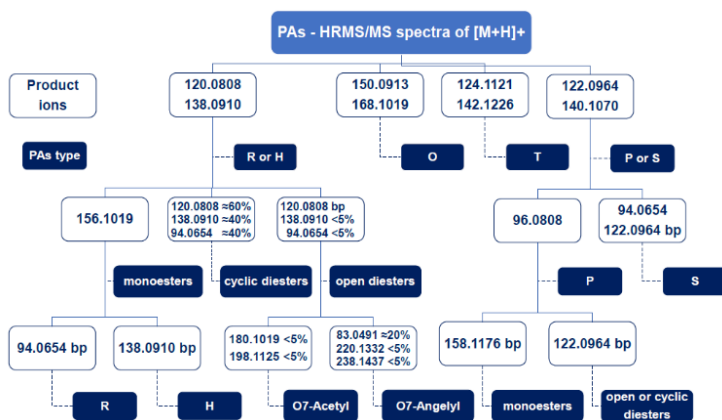 PAs - HRMS/MS spectra of [M+H]+
Product
ions
120.0808
138.0910
150.0913
168.1019
124.1121
142.1226
122.0964
140.1070
PAs type
R or H
O
T
P or S
156.1019
120.0808 ≈60%
138.0910 ≈40%
94.0654 ≈40%
120.0808 bp
138.0910 <5%
94.0654 <5%
96.0808
94.0654
122.0964 bp
monoesters
cyclic diesters
open diesters
P
S
94.0654 bp
138.0910 bp
180.1019 <5%
198.1125 <5%
83.0491 ≈20%
220.1332 <5%
238.1437 <5%
158.1176 bp
122.0964 bp
R
H
O7-Acetyl
O7-Angelyl
monoesters
open or cyclic
diesters